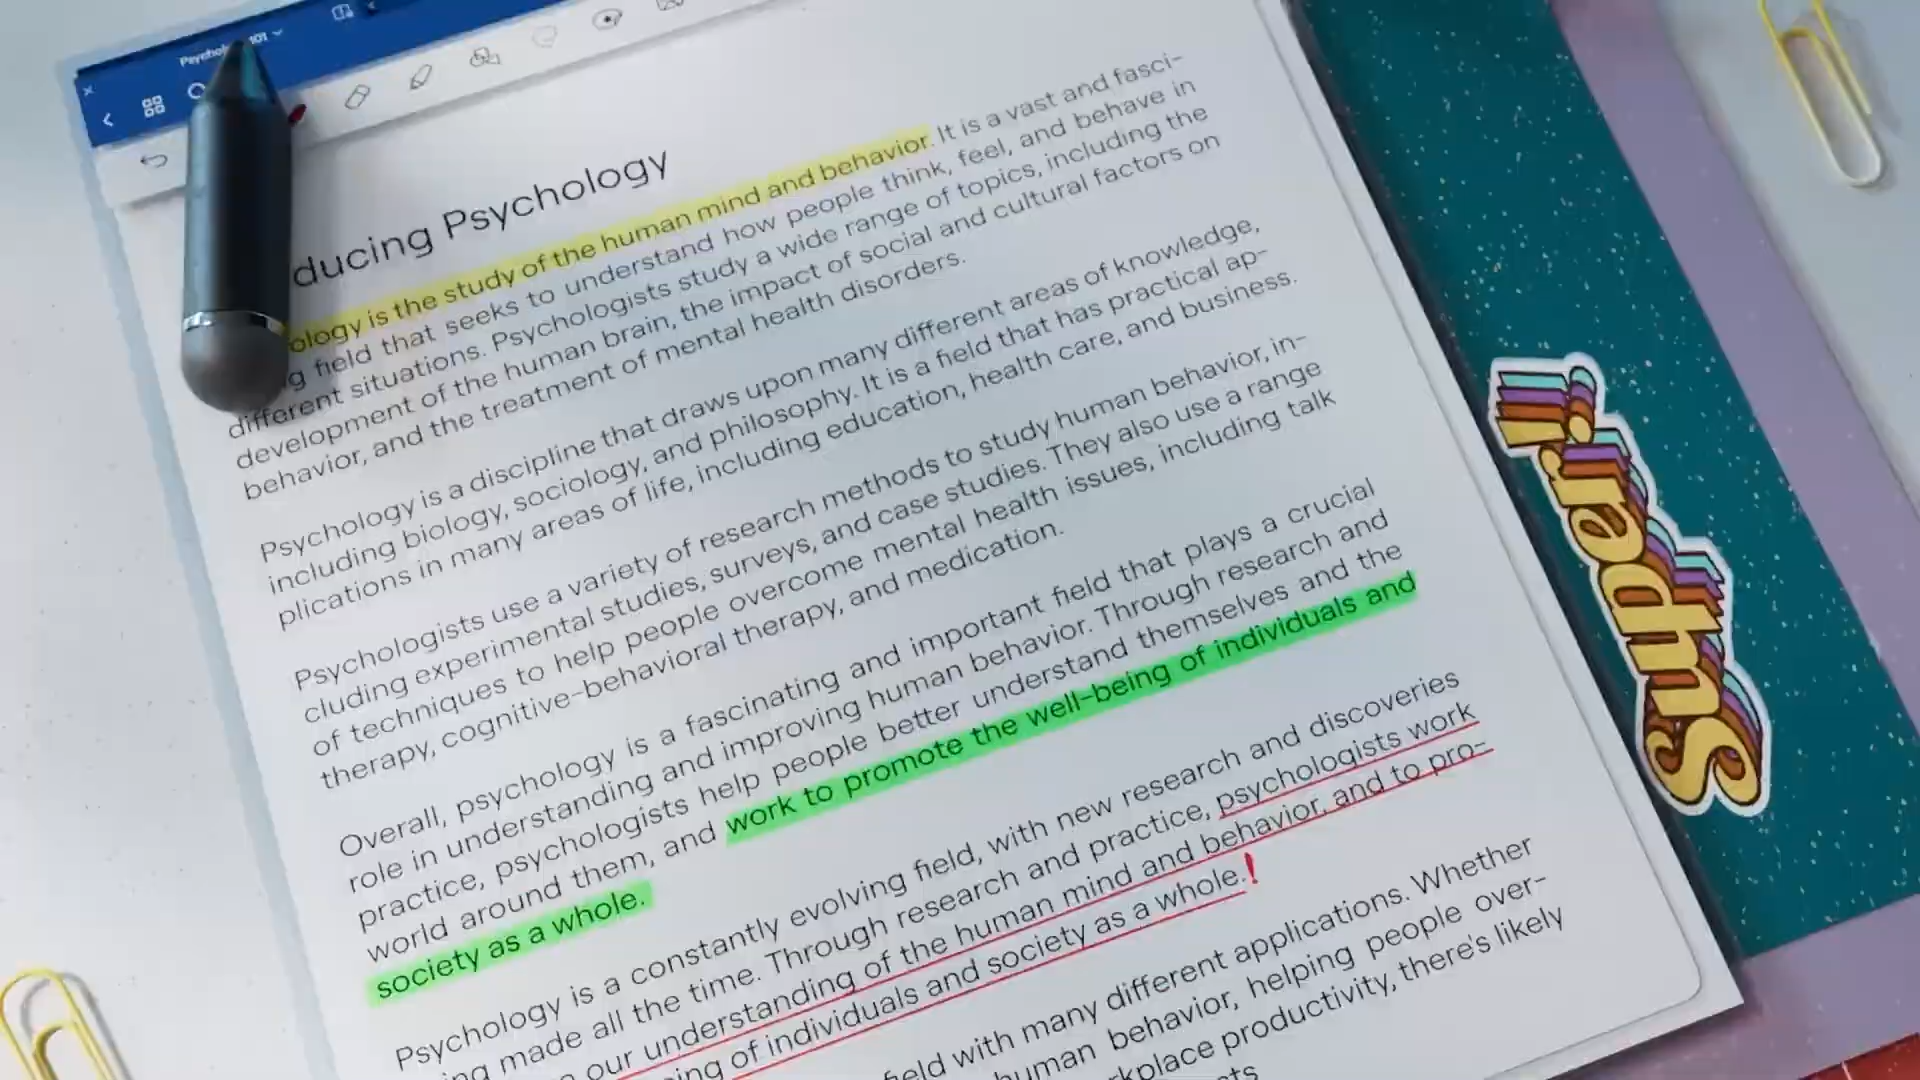 Psychology 101
ducing Psychology
ology is the study of the human mind and behavior. It is a vast and fasci-
g field that seeks to understand how people think, feel, and behave in
different situations. Psychologists study a wide range of topics, including the
development of the human brain, the impact of social and cultural factors on
behavior, and the treatment of mental health disorders.
Psychology is a discipline that draws upon many different areas of knowledge,
including biology, sociology, and philosophy. It is a field that has practical ap-
plications in many areas of life, including education, health care, and business.
Psychologists use a variety of research methods to study human behavior, in-
cluding experimental studies, surveys, and case studies. They also use a range
of techniques to help people overcome mental health issues, including talk
therapy, cognitive-behavioral therapy, and medication.
Overall, psychology is a fascinating and important field that plays a crucial
role in understanding and improving human behavior. Through research and
practice, psychologists help people better understand themselves and the
world around them, and work to promote the well-being of individuals and
society as a whole.
Psychology is a constantly evolving field, with new research and discoveries
ing made all the time. Through research and practice, psychologists work
our understanding of the human mind and behavior, and to pro-
ing of individuals and society as a whole.!
field with many different applications. Whether
human behavior, helping people over-
rkplace productivity, there's likely
Super!